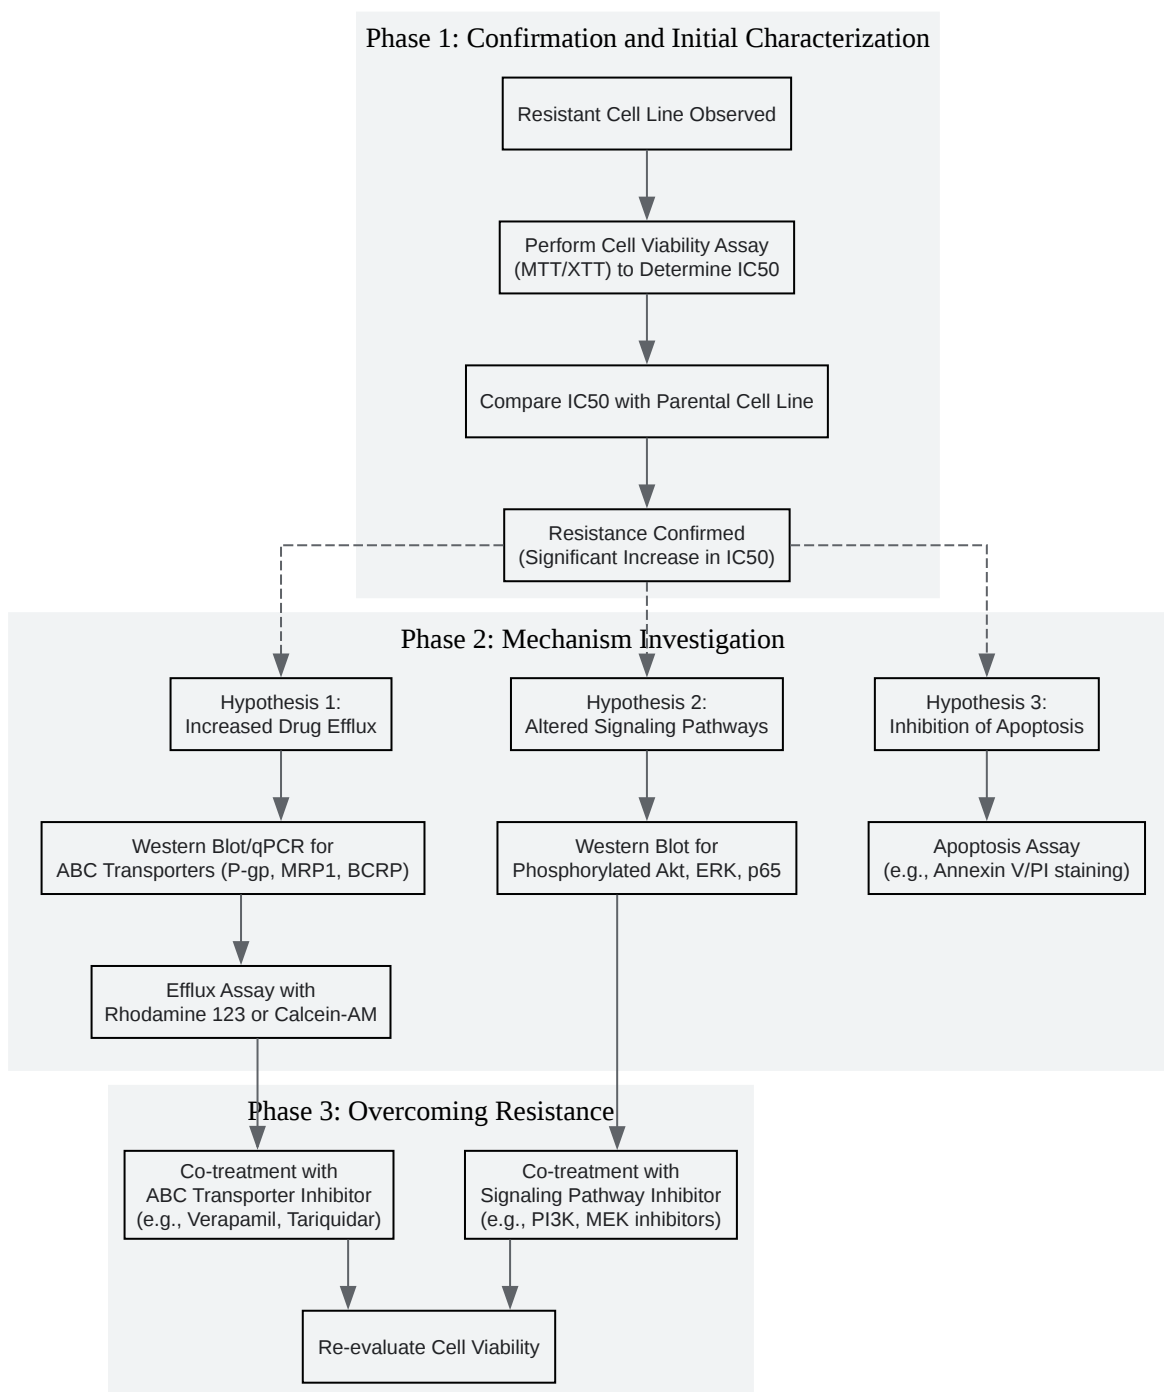 Phase 1: Confirmation and Initial Characterization
Resistant Cell Line Observed
Perform Cell Viability Assay
(MTT/XTT) to Determine IC50
Compare IC50 with Parental Cell Line
Resistance Confirmed
(Significant Increase in IC50)
Phase 2: Mechanism Investigation
Hypothesis 1:
Increased Drug Efflux
Hypothesis 2:
Altered Signaling Pathways
Hypothesis 3:
Inhibition of Apoptosis
Western Blot/qPCR for
ABC Transporters (P-gp, MRP1, BCRP)
Western Blot for
Phosphorylated Akt, ERK, p65
Apoptosis Assay
(e.g., Annexin V/PI staining)
Efflux Assay with
Rhodamine 123 or Calcein-AM
Phase 3: Overcoming Resistance
Co-treatment with
ABC Transporter Inhibitor
(e.g., Verapamil, Tariquidar)
Co-treatment with
Signaling Pathway Inhibitor
(e.g., PI3K, MEK inhibitors)
Re-evaluate Cell Viability